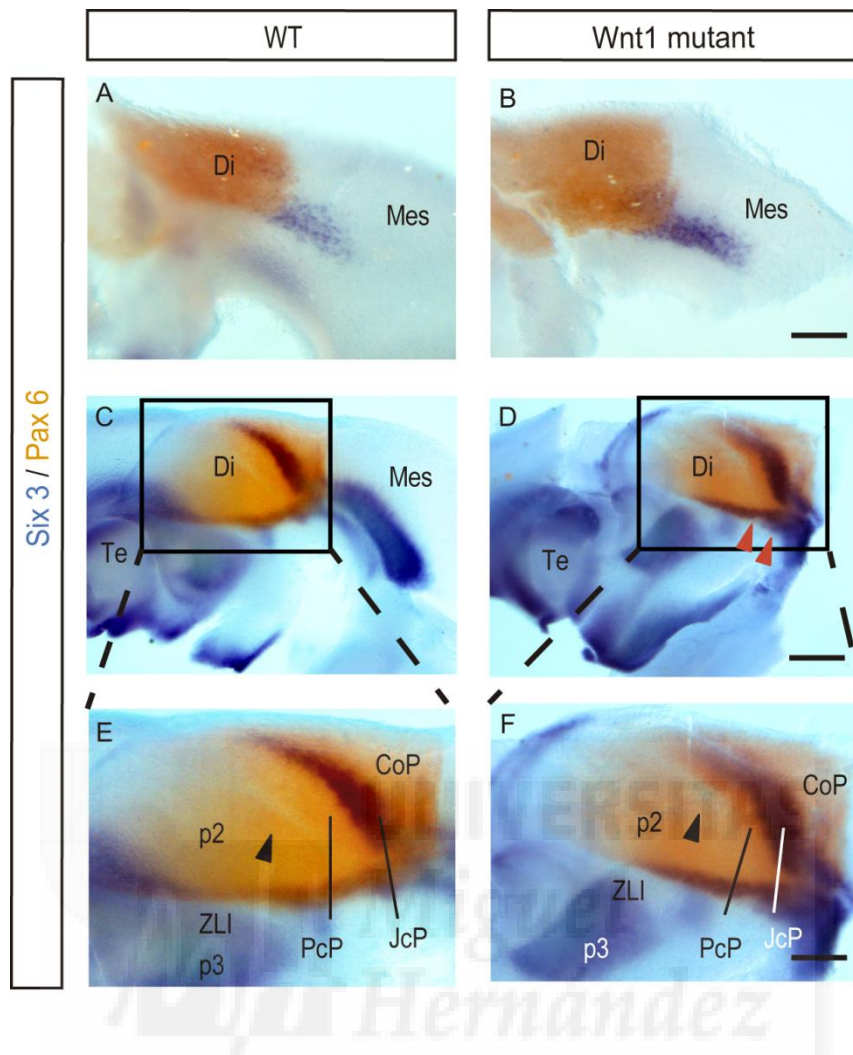 WT
Wnt1 mutant
Six 3 / Pax 6
A
Di
Mes
B
Di
Mes
C
Di
Mes
Te
D
Di
Te
E
CoP
p2
ZLI
p3
PcP
JcP
F
CoP
p2
ZLI
p3
PcP
JcP
UNIVERSITAS
Miguel
Hernández